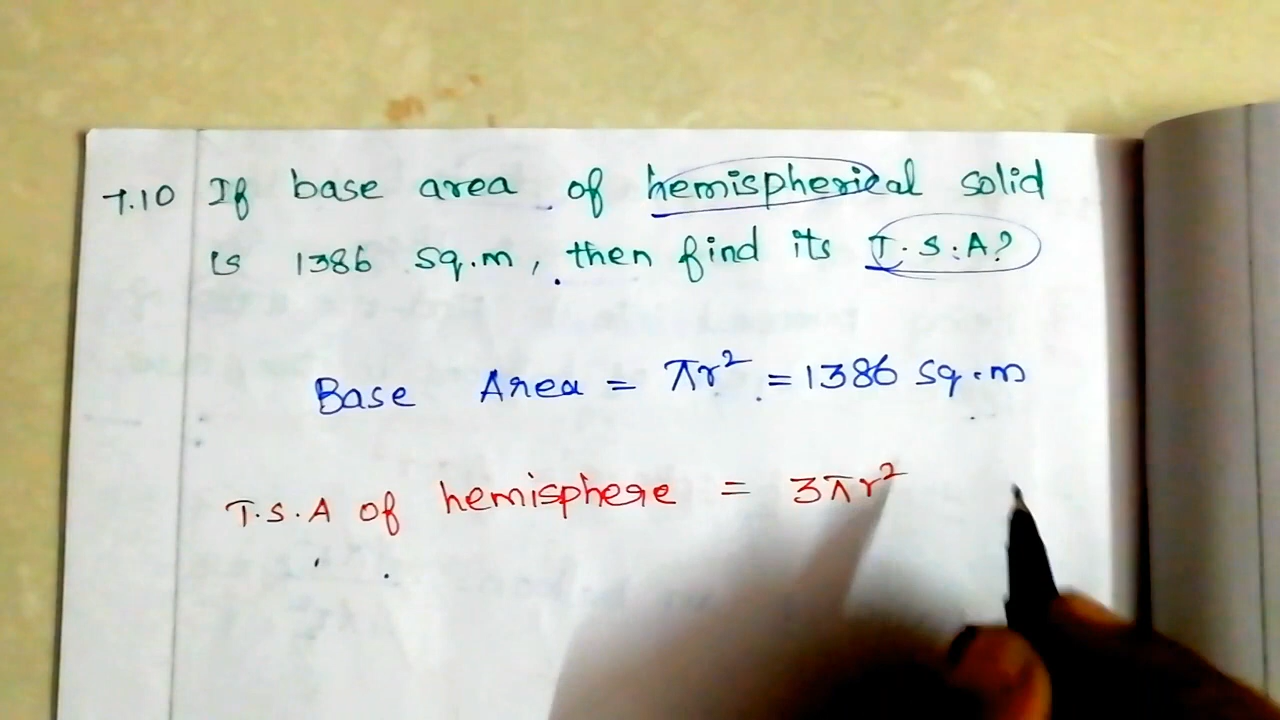 7.10 If base area of hemispherical solid
is 1386 sq.m, then find its T.S.A?
Base Area = πr² = 1386 sq.m
T.S.A of hemisphere = 3πr²